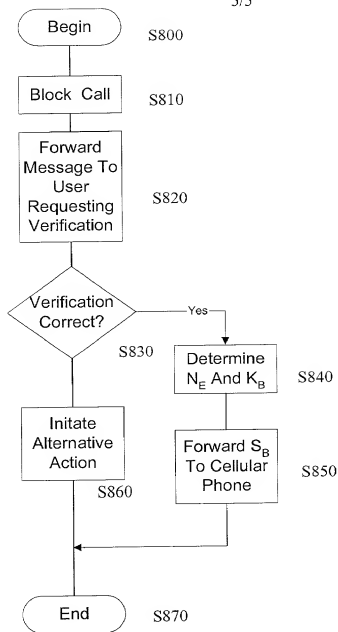 5/5
Begin
S800
Block Call
S810
Forward
Message To
User
Requesting
Verification
S820
Verification
Correct?
Yes
S830
Determine
N_E And K_B
S840
Initate
Alternative
Action
S860
Forward S_B
To Cellular
Phone
S850
End
S870